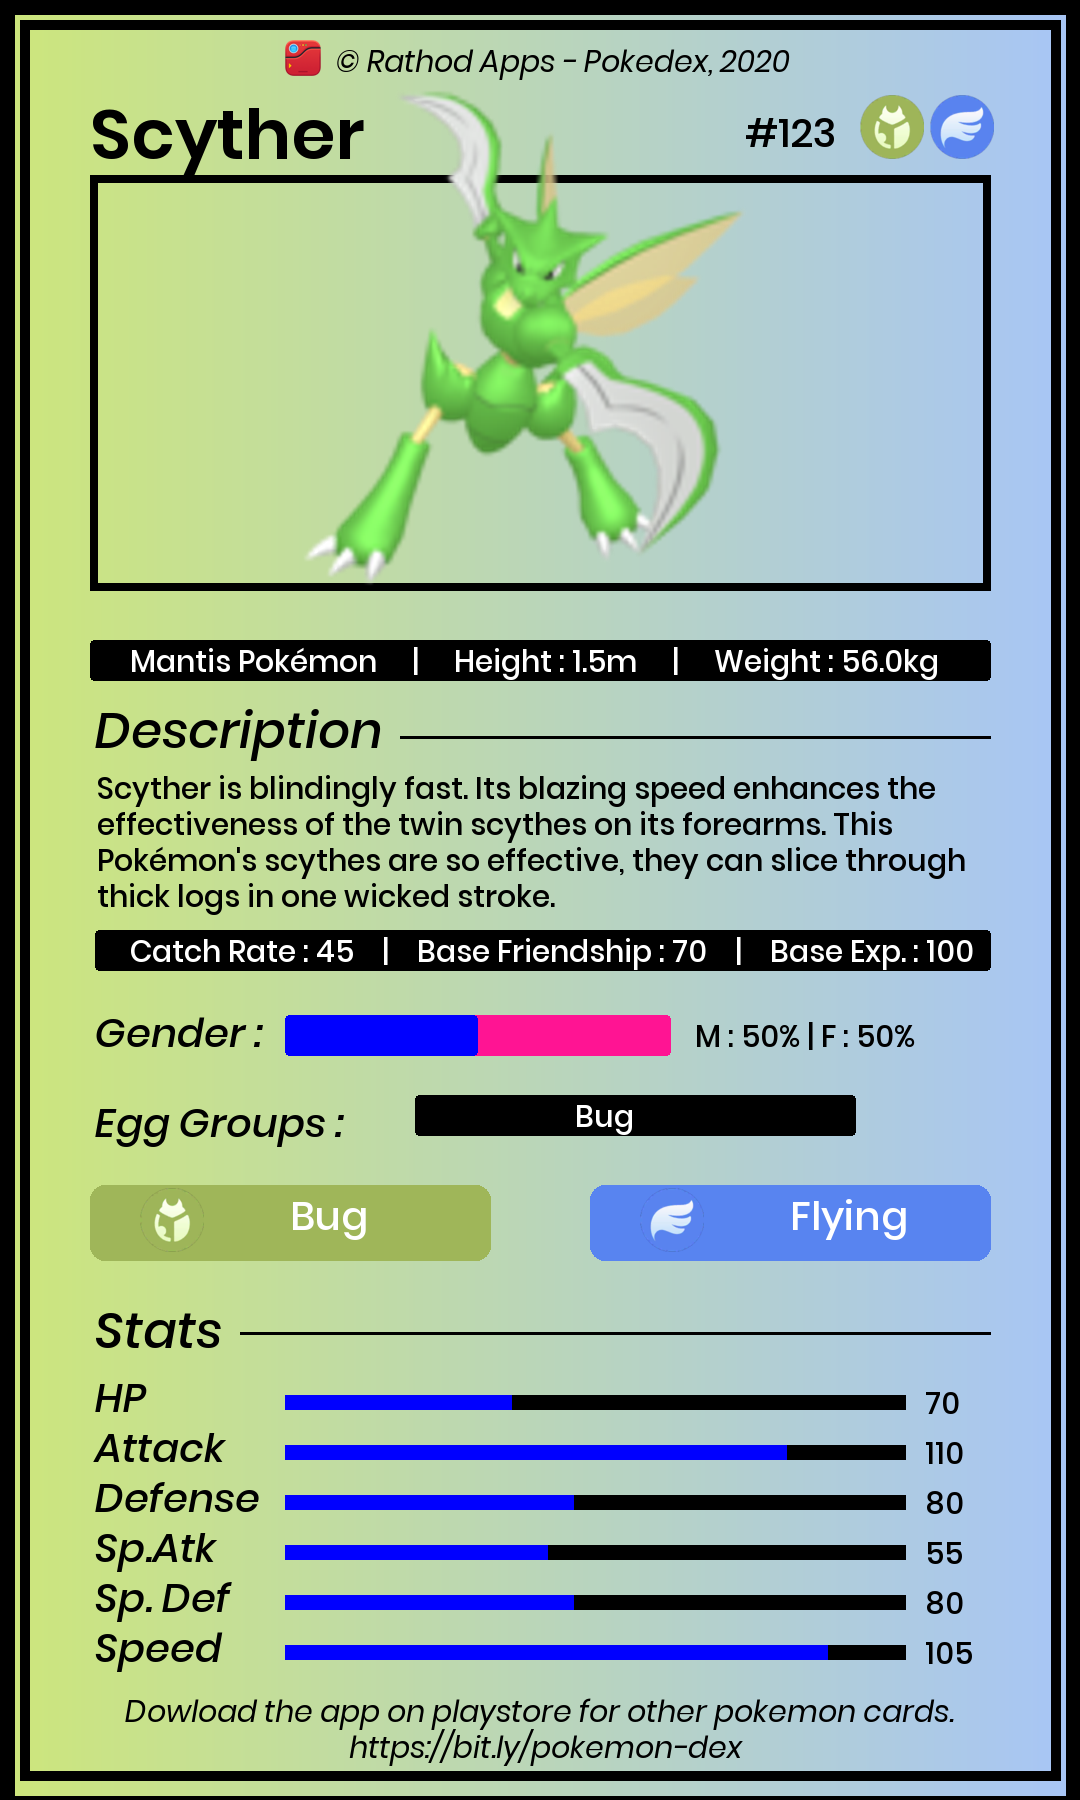 © Rathod Apps - Pokedex, 2020
Scyther
#123
Mantis Pokémon | Height : 1.5m | Weight : 56.0kg
Description
Scyther is blindingly fast. Its blazing speed enhances the
effectiveness of the twin scythes on its forearms. This
Pokémon's scythes are so effective, they can slice through
thick logs in one wicked stroke.
Catch Rate : 45 | Base Friendship : 70 | Base Exp. : 100
Gender : M : 50% | F : 50%
Egg Groups : Bug
Bug Flying
Stats
HP 70
Attack 110
Defense 80
Sp.Atk 55
Sp. Def 80
Speed 105
Dowload the app on playstore for other pokemon cards.
https://bit.ly/pokemon-dex